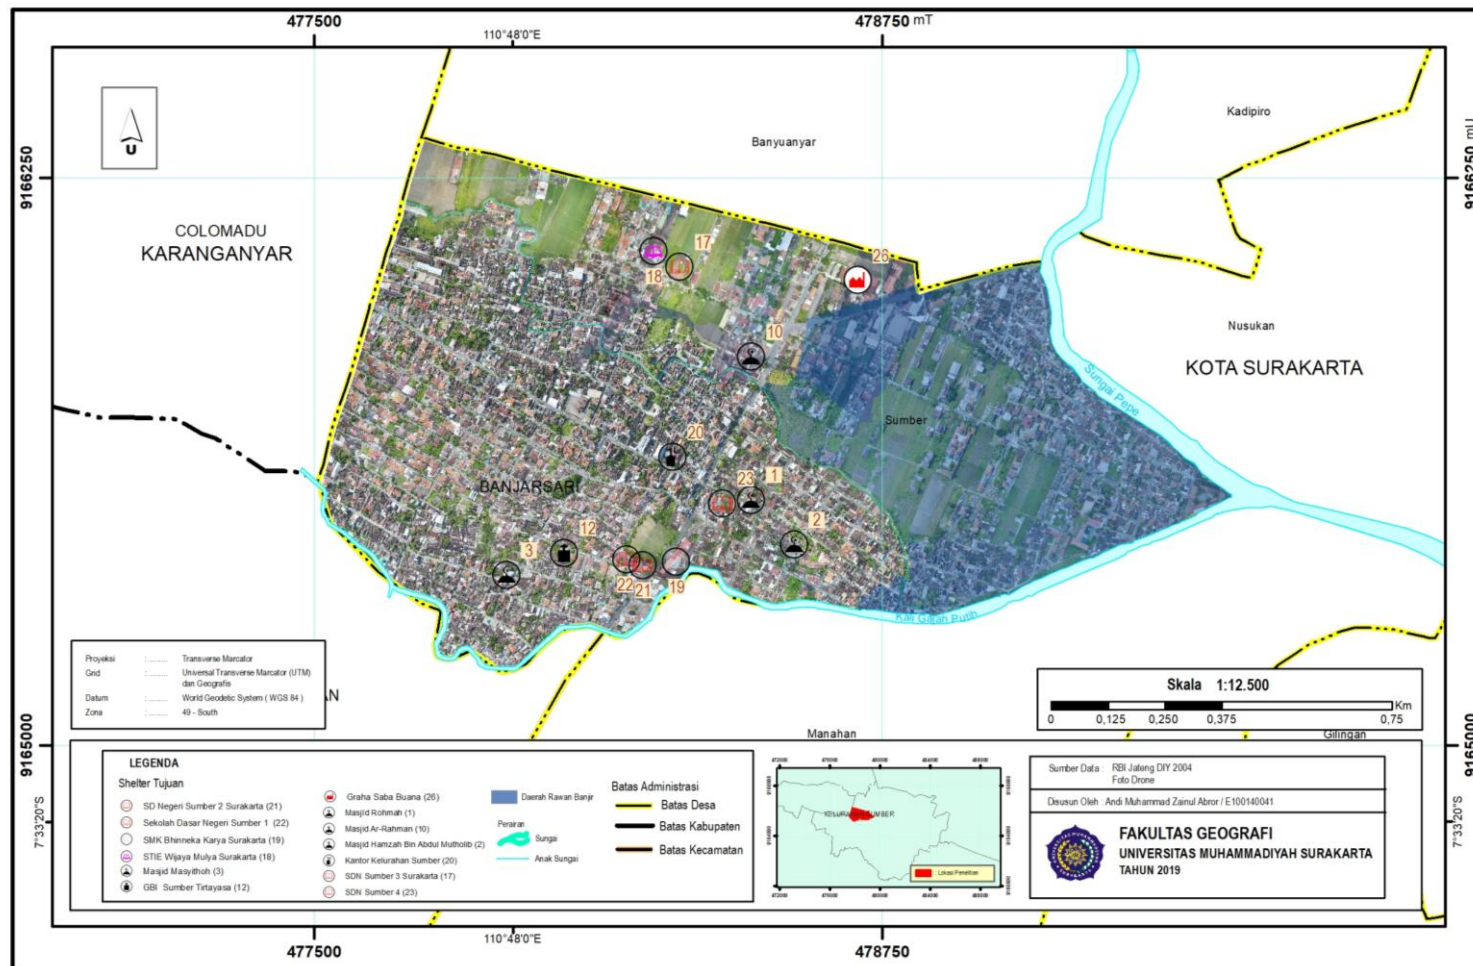 477500
478750 mT
110°48'0"E
9166250
9166250 mU
U
Banyuanyar
Kadipiro
COLOMADU
KARANGANYAR
17
18
26
10
Nusukan
KOTA SURAKARTA
Sungai Pepe
Sumber
20
BANJARSARI
23
1
12
2
3
22
21
19
Kali Gajah Putih
Proyeksi : ........ Transverse Marcator
Grid : ........ Universal Transverse Marcator (UTM)
dan Geografis
Datum : ........ World Geodetic System ( WGS 84 )
Zona : ........ 49 - South
AN
Skala 1:12.500
Km
0 0,125 0,250 0,375 0,75
Manahan
Gilingan
9165000
9165000
7°33'20"S
7°33'20"S
LEGENDA
Shelter Tujuan
SD Negeri Sumber 2 Surakarta (21)
Sekolah Dasar Negeri Sumber 1 (22)
SMK Bhnneka Karya Surakarta (19)
STIE Wijaya Mulya Surakarta (18)
Masjid Masyithoh (3)
GBI Sumber Tirtayasa (12)
Graha Saba Buana (26)
Masjid Rohmah (1)
Masjid Ar-Rahman (10)
Masjid Hamzah Bin Abdul Mutholib (2)
Kantor Kelurahan Sumber (20)
SDN Sumber 3 Surakarta (17)
SDN Sumber 4 (23)
Daerah Rawan Banjir
Perairan
Sungai
Anak Sungai
Batas Administrasi
Batas Desa
Batas Kabupaten
Batas Kecamatan
KELURAHAN SUMBER
Lokasi Penelitian
Sumber Data : RBI Jateng DIY 2004
Foto Drone
Disusun Oleh : Andi Muhammad Zainul Abror / E100140041
FAKULTAS GEOGRAFI
UNIVERSITAS MUHAMMADIYAH SURAKARTA
TAHUN 2019
477500
110°48'0"E
478750